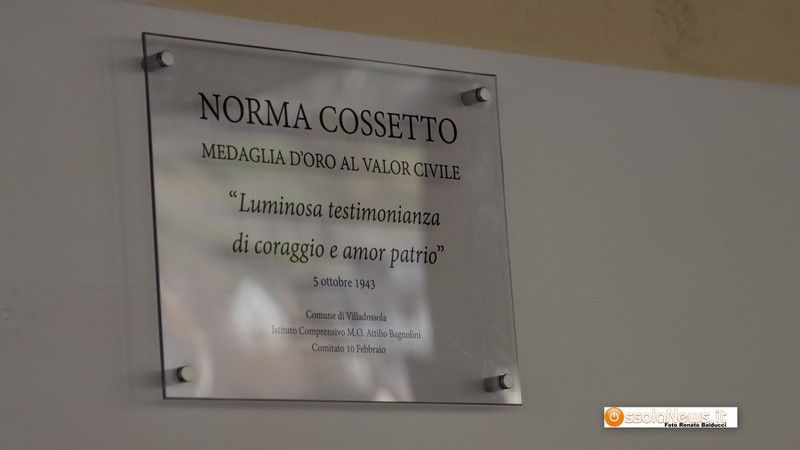 NORMA COSSETTO
MEDAGLIA D'ORO AL VALOR CIVILE
“Luminosa testimonianza
di coraggio e amor patrio”
5 ottobre 1943
Comune di Villadossola
Istituto Comprensivo M.O. Attilio Bagnolini
Comitato 10 Febbraio
OssolaNews.it
Foto Renato Balducci